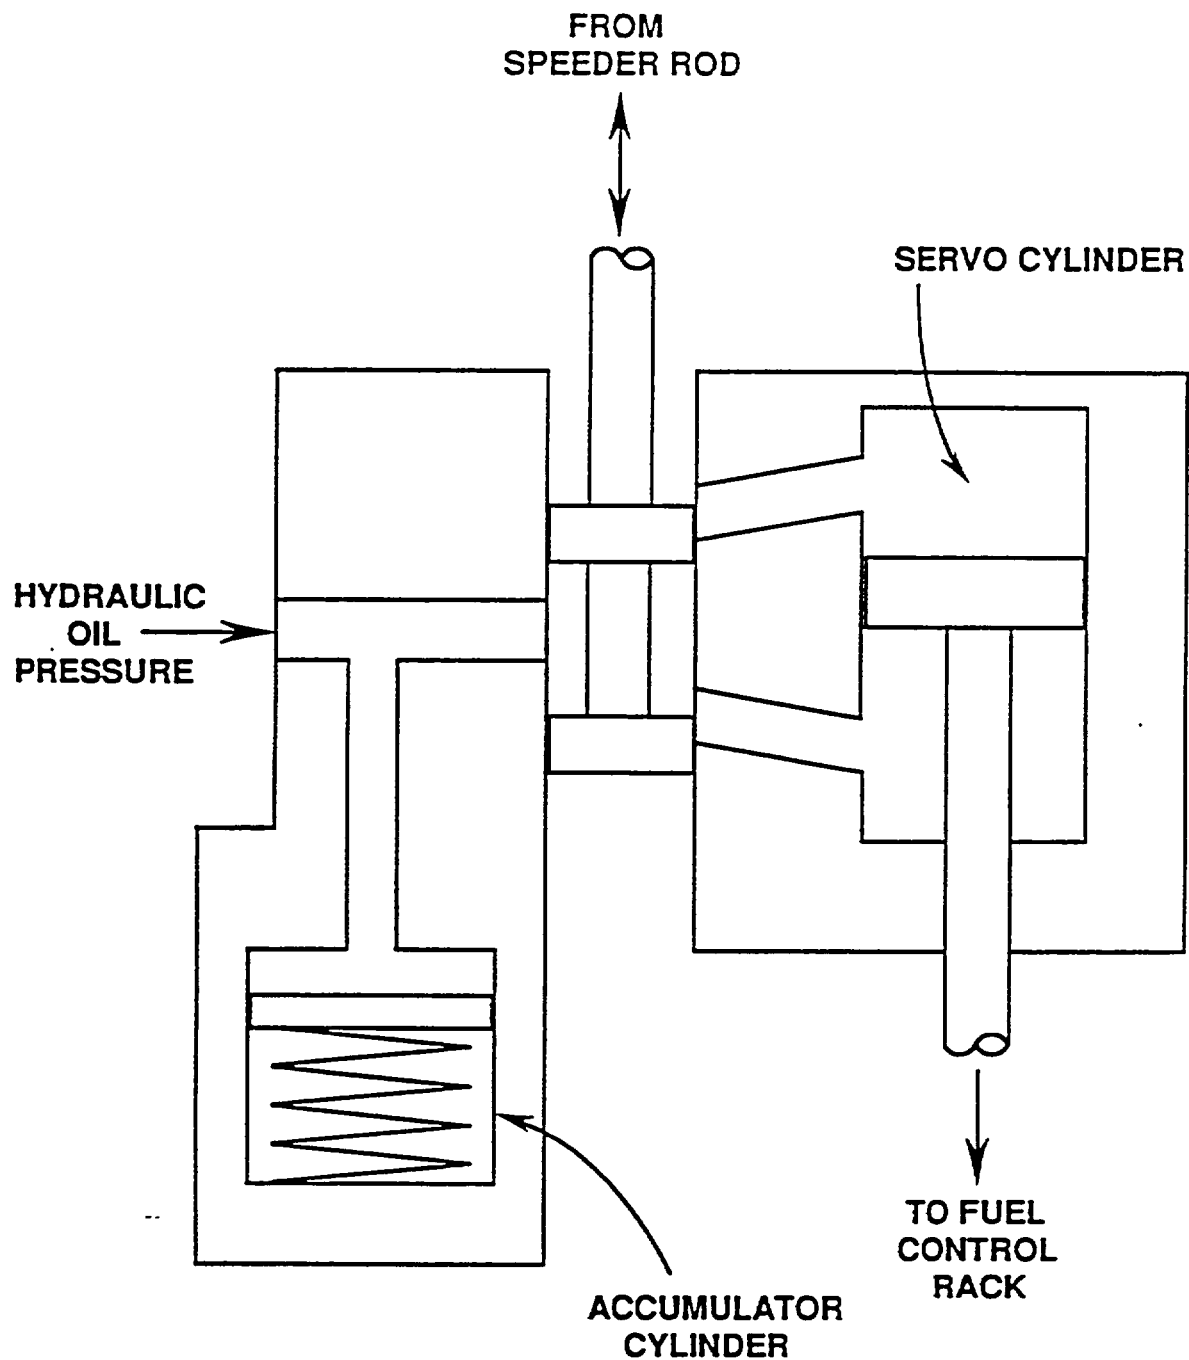 FROM
SPEEDER ROD
SERVO CYLINDER
HYDRAULIC
OIL
PRESSURE
TO FUEL
CONTROL
RACK
ACCUMULATOR
CYLINDER